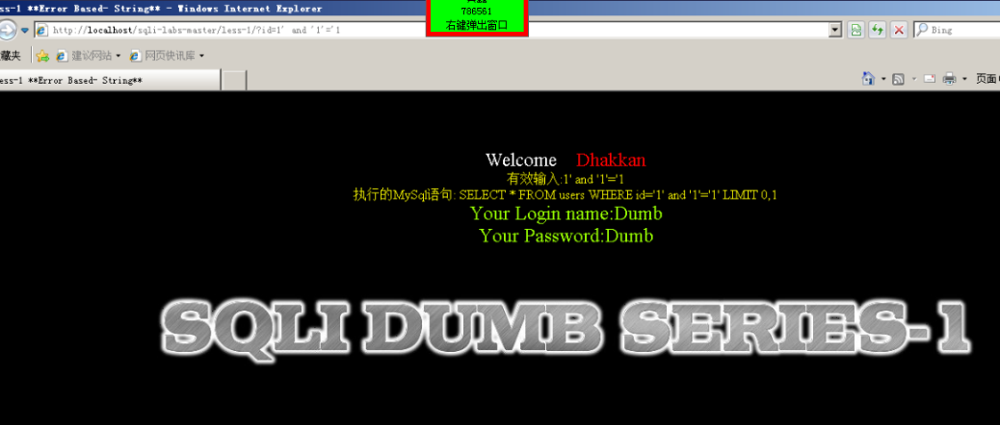 ess-1 **Error Based- String** - Windows Internet Explorer
786561
右鍵弹出窗口
http://localhost/sqli-labs-master/less-1/?id=1' and '1'='1
Bing
藏夹 建议网站 网页快讯库
ess-1 **Error Based- String**
页面
Welcome Dhakkan
有效输入:1' and '1'='1
执行的MySql语句: SELECT * FROM users WHERE id='1' and '1'='1' LIMIT 0,1
Your Login name:Dumb
Your Password:Dumb
SQLI DUMB SERIES-1